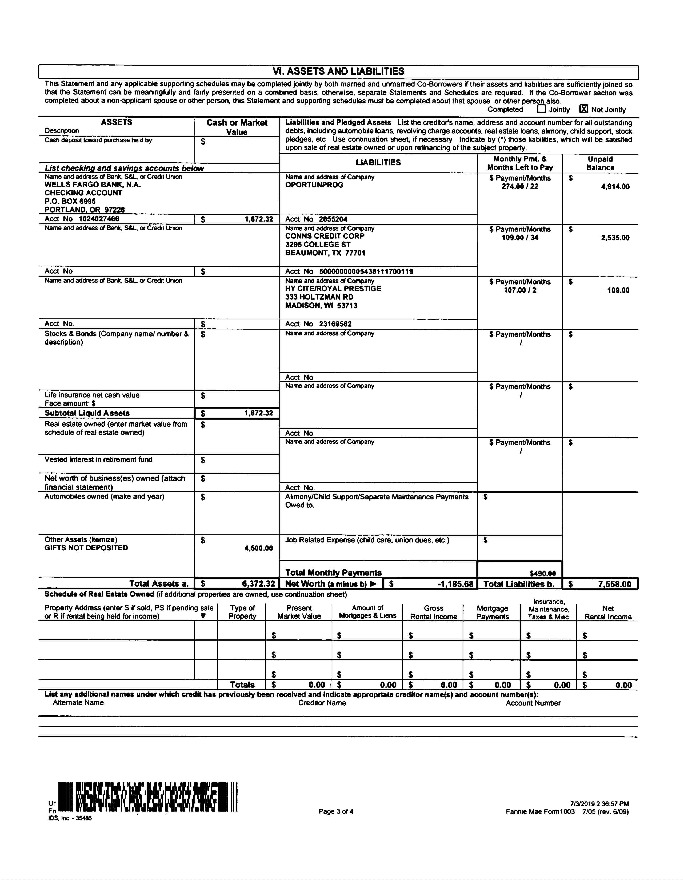 VI. ASSETS AND LIABILITIES
This Statement and any applicable supporting schedules may be completed jointly by both married and unmarried Co-Borrowers if their assets and liabilities are sufficiently joined so
that the Statement can be meaningfully and fairly presented on a combined basis, otherwise, separate Statements and Schedules are required. If the Co-Borrower section was
completed about a non-applicant spouse or other person, this Statement and supporting schedules must be completed about that spouse or other person also.
Completed Jointly X Not Jointly
ASSETS
Description
Cash or Market
Value
Cash deposit toward purchase held by
$
List checking and savings accounts below
Name and address of Bank, S&L, or Credit Union
WELLS FARGO BANK, N.A.
CHECKING ACCOUNT
P.O. BOX 6995
PORTLAND, OR 97228
Acct No 1024027466 $ 1,872.32
Name and address of Bank, S&L, or Credit Union
Acct No $
Name and address of Bank, S&L, or Credit Union
Acct No. $
Stocks & Bonds (Company name/ number &
description)
$
Life insurance net cash value
Face amount $
$
Subtotal Liquid Assets $ 1,872.32
Real estate owned (enter market value from
schedule of real estate owned)
$
Vested interest in retirement fund $
Net worth of business(es) owned (attach
financial statement)
$
Automobiles owned (make and year) $
Other Assets (itemize)
GIFTS NOT DEPOSITED
$ 4,500.00
Total Assets a. $ 6,372.32
Liabilities and Pledged Assets List the creditor's name, address and account number for all outstanding
debts, including automobile loans, revolving charge accounts, real estate loans, alimony, child support, stock
pledges, etc Use continuation sheet, if necessary Indicate by (*) those liabilities, which will be satisfied
upon sale of real estate owned or upon refinancing of the subject property.
LIABILITIES
Monthly Pmt. &
Months Left to Pay
Unpaid
Balance
Name and address of Company
OPORTUNPROG
$ Payment/Months
274.00 / 22
$ 4,914.00
Acct No 2855204
Name and address of Company
CONNS CREDIT CORP
3295 COLLEGE ST
BEAUMONT, TX 77701
$ Payment/Months
109.00 / 34
$ 2,535.00
Acct No
Name and address of Company
HY CITE/ROYAL PRESTIGE
333 HOLTZMAN RD
MADISON, WI 53713
$ Payment/Months
107.00 / 2
$ 109.00
Acct No 23169562
Name and address of Company
$ Payment/Months
/
$
Acct No
Name and address of Company
$ Payment/Months
/
$
Acct No
Name and address of Company
$ Payment/Months
/
$
Acct No
Alimony/Child Support/Separate Maintenance Payments
Owed to.
$
Job Related Expense (child care, union dues, etc.) $
Total Monthly Payments $490.00
Net Worth (a minus b) ► $ -1,185.68 Total Liabilities b. $ 7,558.00
Schedule of Real Estate Owned (if additional properties are owned, use continuation sheet)
Property Address (enter S if sold, PS if pending sale
or R if rental being held for income) ▼
Type of
Property
Present
Market Value
Amount of
Mortgages & Liens
Gross
Rental Income
Mortgage
Payments
Insurance,
Maintenance,
Taxes & Misc
Net
Rental Income
$ $ $ $ $ $
$ $ $ $ $ $
$ $ $ $ $ $
Totals $ 0.00 $ 0.00 $ 0.00 $ 0.00 $ 0.00 $ 0.00
List any additional names under which credit has previously been received and indicate appropriate creditor name(s) and account number(s):
Alternate Name Creditor Name Account Number
7/3/2019 2 36:57 PM
Page 3 of 4
Fannie Mae Form1003 7/05 (rev. 6/09)